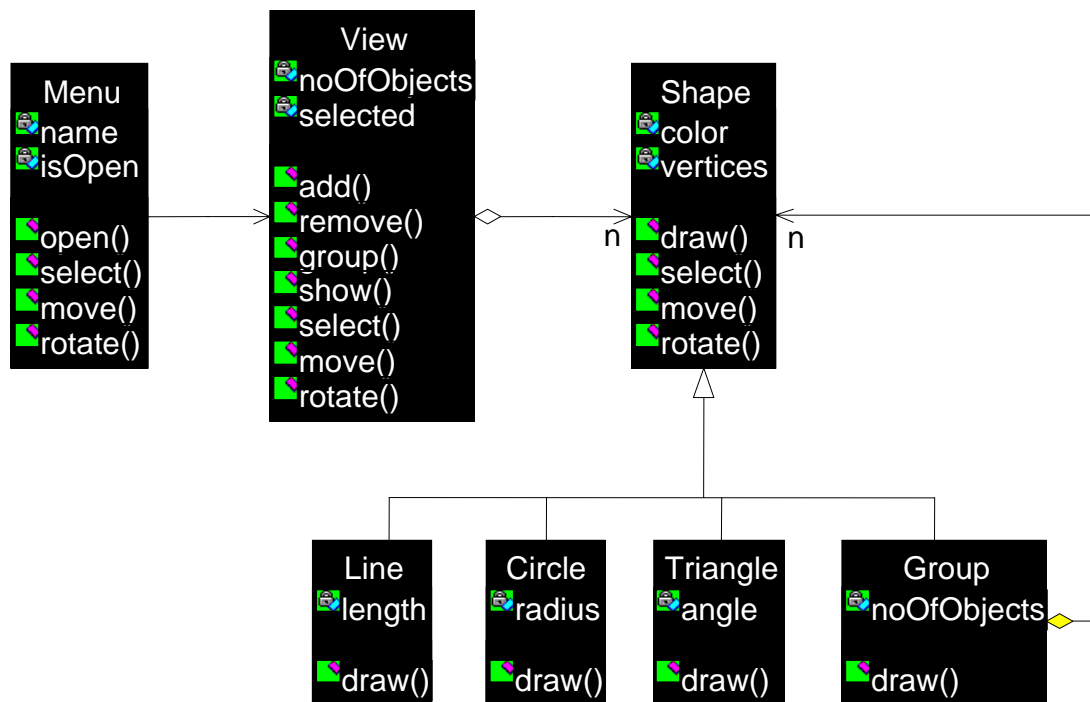 Menu
name
isOpen
open()
select()
move()
rotate()
View
noOfObjects
selected
add()
remove()
group()
show()
select()
move()
rotate()
n
Shape
color
vertices
draw()
select()
move()
rotate()
n
Line
length
draw()
Circle
radius
draw()
Triangle
angle
draw()
Group
noOfObjects
draw()